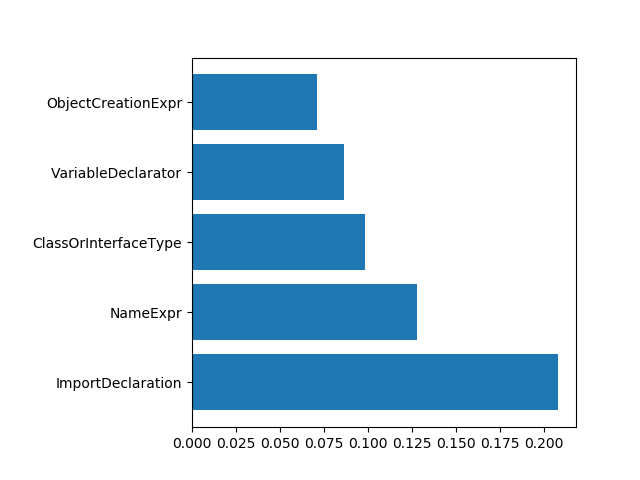 ObjectCreationExpr
VariableDeclarator
ClassOrInterfaceType
NameExpr
ImportDeclaration
0.000 0.025 0.050 0.075 0.100 0.125 0.150 0.175 0.200